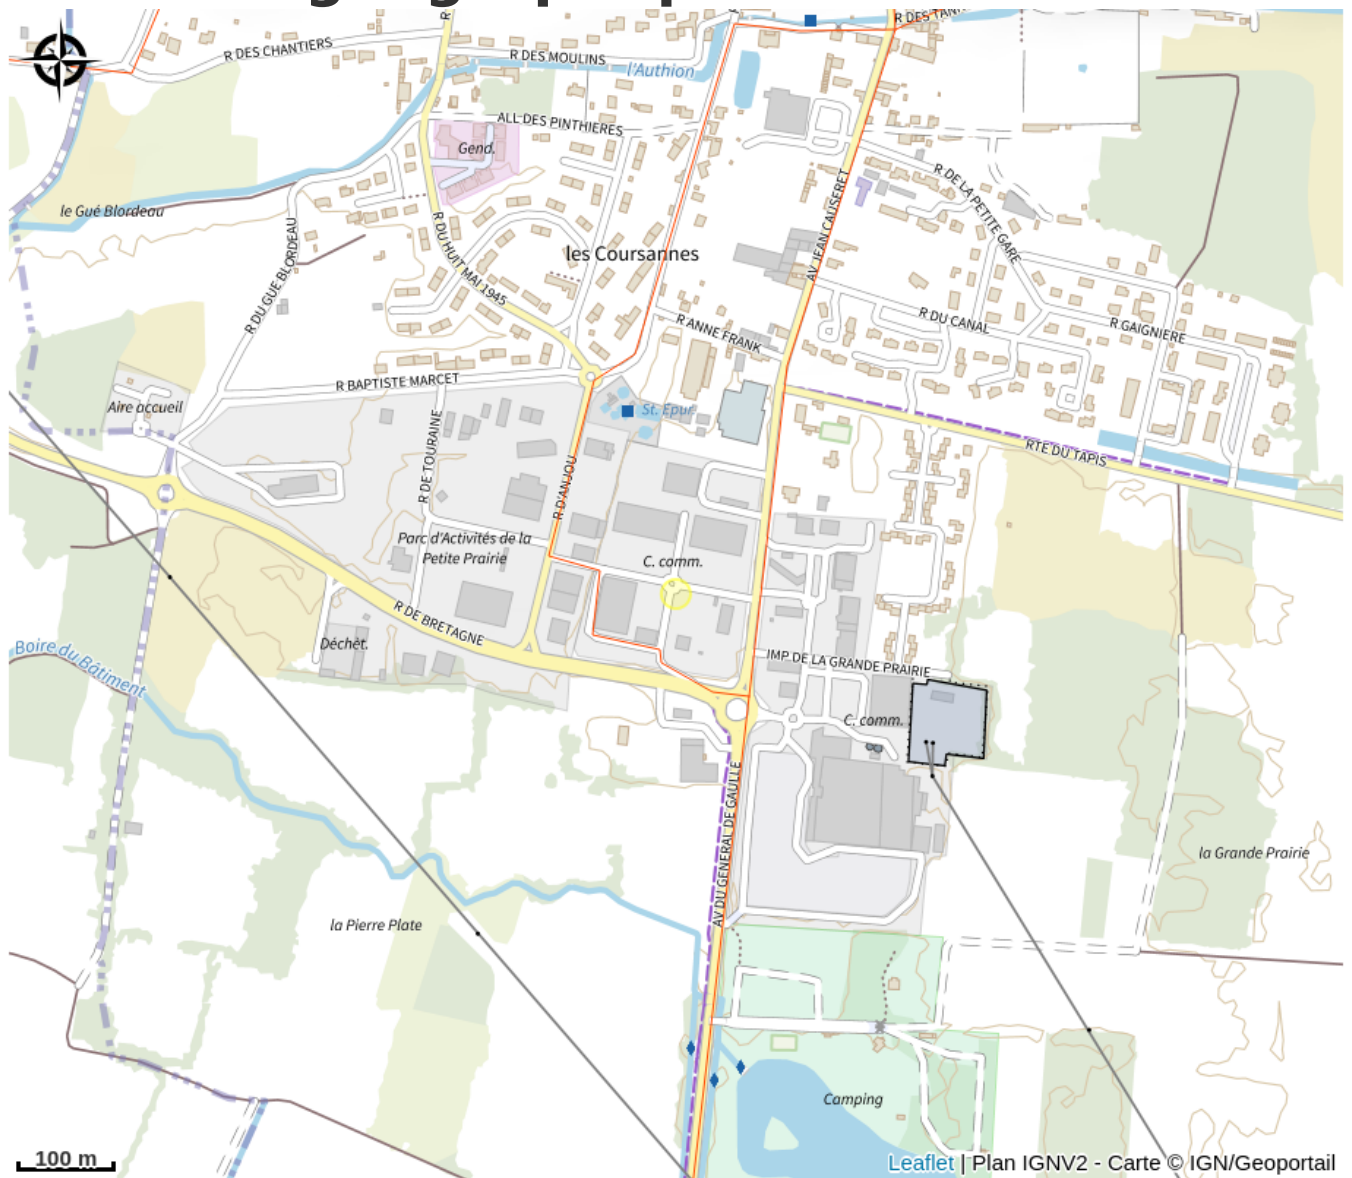 R DES TANN
R DES CHANTIERS
R DES MOULINS
l'Authion
ALL DES PINTHIERES
Gend.
le Gué Blordeau
R DU GUE BLORDEAU
R DU HUIT MAI 1945
les Coursannes
AV JEAN CAUSERET
R DE LA PETITE GARE
R ANNE FRANK
R DU CANAL
R GAIGNIERE
R BAPTISTE MARCET
Aire accueil
St. Epur.
R DE TOURAINE
R D'ANJOU
RTE DU TAPIS
Parc d'Activités de la
Petite Prairie
C. comm.
R DE BRETAGNE
Déchèt.
Boire du Bâtiment
IMP DE LA GRANDE PRAIRIE
C. comm.
AV DU GENERAL DE GAULLE
la Grande Prairie
la Pierre Plate
Camping
100 m
Leaflet | Plan IGNV2 - Carte © IGN/Geoportail